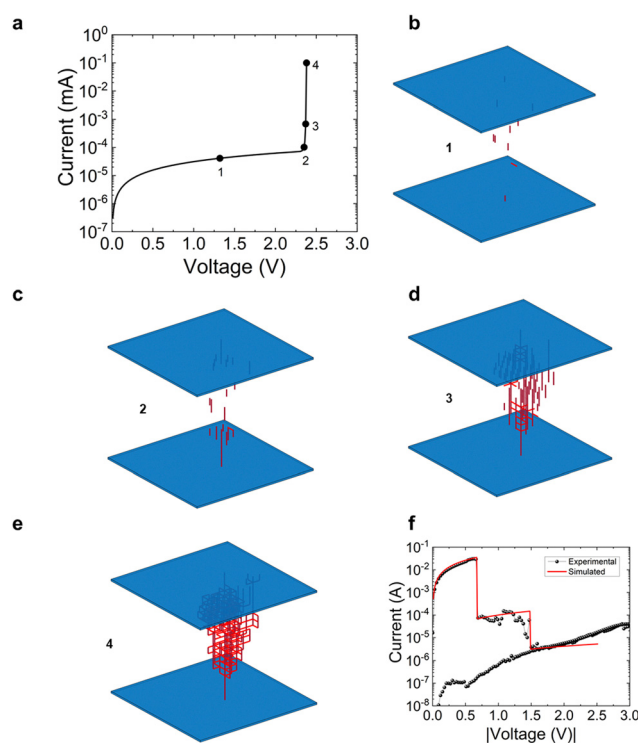 a
10⁰
10⁻¹
10⁻²
10⁻³
10⁻⁴
10⁻⁵
10⁻⁶
10⁻⁷
Current (mA)
0.0 0.5 1.0 1.5 2.0 2.5 3.0
Voltage (V)
1
2
3
4
b
1
c
2
d
3
e
4
f
10⁻¹
10⁻²
10⁻³
10⁻⁴
10⁻⁵
10⁻⁶
10⁻⁷
10⁻⁸
Current (A)
Experimental
Simulated
0.0 0.5 1.0 1.5 2.0 2.5 3.0
|Voltage (V)|